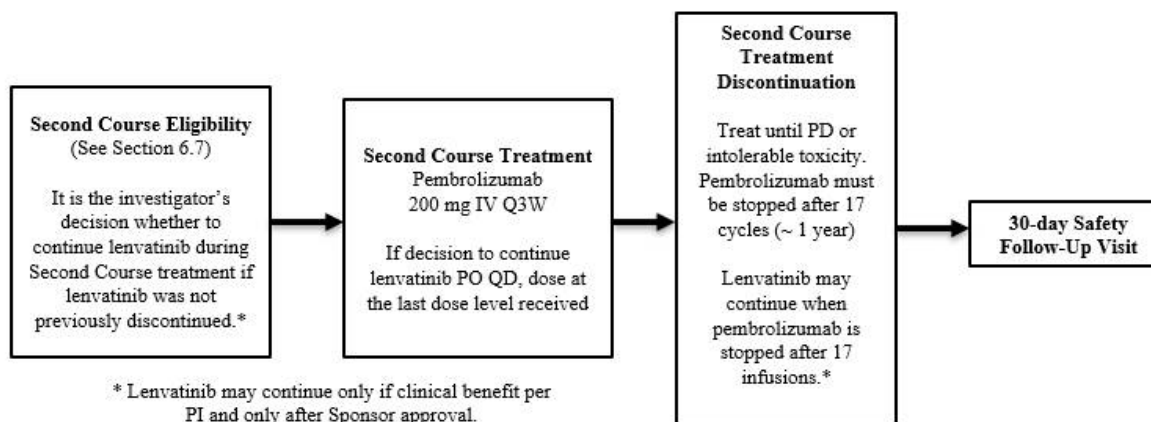 Second Course Eligibility
(See Section 6.7)
It is the investigator’s
decision whether to
continue lenvatinib during
Second Course treatment if
lenvatinib was not
previously discontinued.*
Second Course Treatment
Pembrolizumab
200 mg IV Q3W
If decision to continue
lenvatinib PO QD, dose at
the last dose level received
Second Course
Treatment
Discontinuation
Treat until PD or
intolerable toxicity.
Pembrolizumab must
be stopped after 17
cycles (~ 1 year)
Lenvatinib may
continue when
pembrolizumab is
stopped after 17
infusions.*
30-day Safety
Follow-Up Visit
* Lenvatinib may continue only if clinical benefit per
PI and only after Sponsor approval.